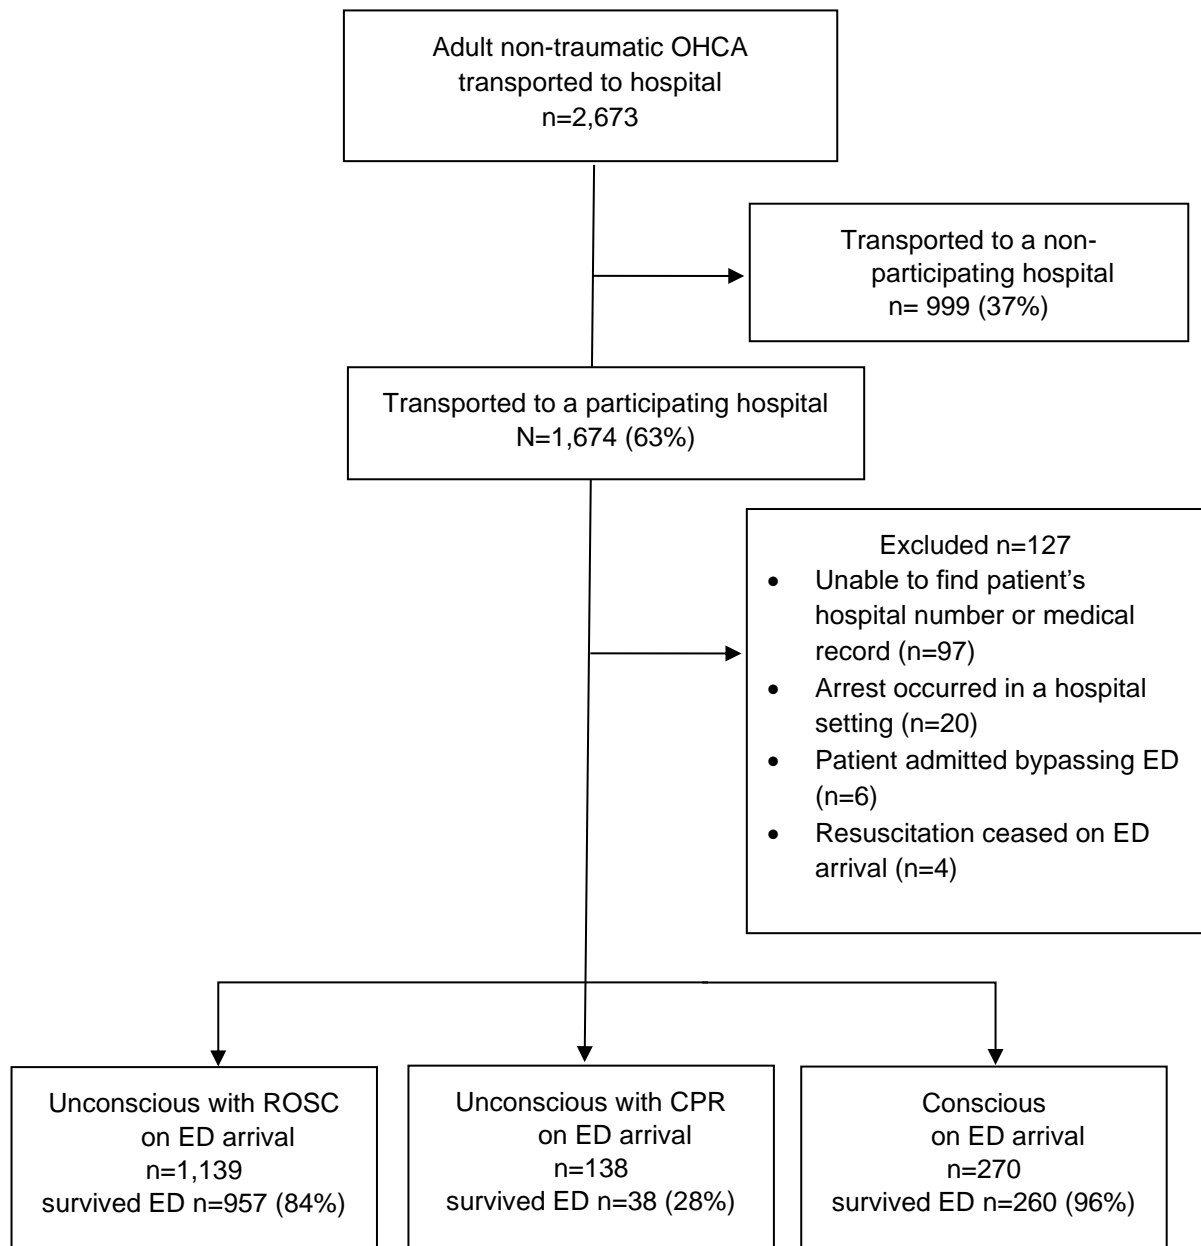 Adult non-traumatic OHCA
transported to hospital
n=2,673
Transported to a non-
participating hospital
n= 999 (37%)
Transported to a participating hospital
N=1,674 (63%)
Excluded n=127
• Unable to find patient’s
hospital number or medical
record (n=97)
• Arrest occurred in a hospital
setting (n=20)
• Patient admitted bypassing ED
(n=6)
• Resuscitation ceased on ED
arrival (n=4)
Unconscious with ROSC
on ED arrival
n=1,139
survived ED n=957 (84%)
Unconscious with CPR
on ED arrival
n=138
survived ED n=38 (28%)
Conscious
on ED arrival
n=270
survived ED n=260 (96%)